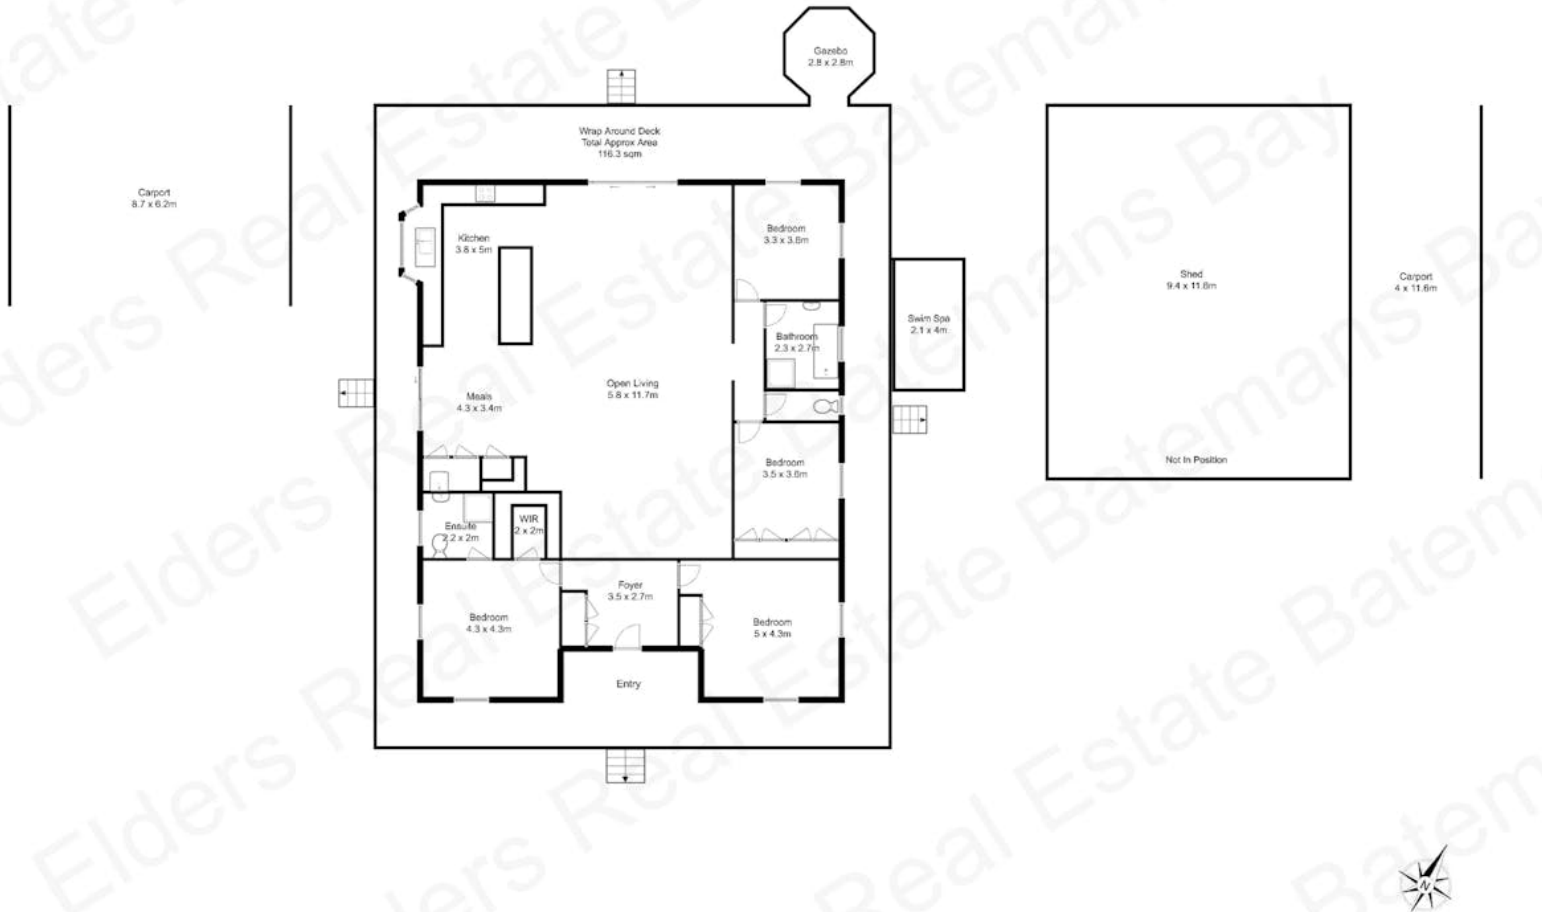 Gazebo
2.8 x 2.8m
Wrap Around Deck
Total Approx Area
116.3 sqm
Carport
8.7 x 6.2m
Kitchen
3.8 x 5m
Bedroom
3.3 x 3.6m
Shed
9.4 x 11.8m
Carport
4 x 11.6m
Swim Spa
2.1 x 4m
Bathroom
2.3 x 2.7m
Open Living
5.8 x 11.7m
Meals
4.3 x 3.4m
Bedroom
3.5 x 3.6m
Not In Position
WIR
2 x 2m
Ensuite
2.2 x 2m
Foyer
3.5 x 2.7m
Bedroom
4.3 x 4.3m
Bedroom
5 x 4.3m
Entry
N
Elders Real Estate Batemans Bay